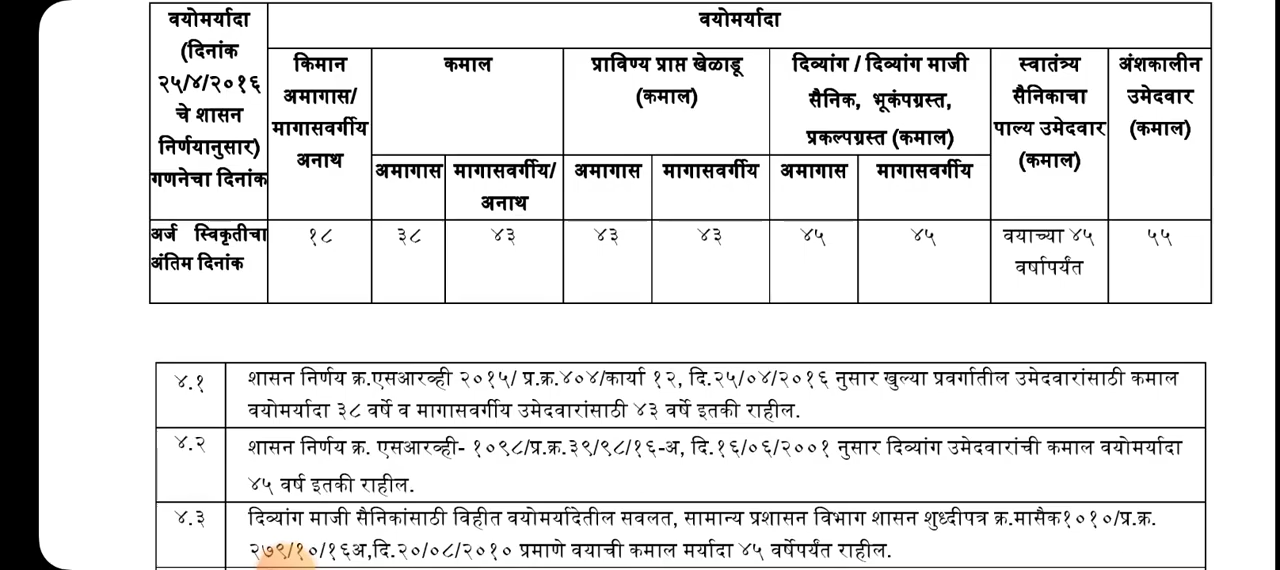 वयोमर्यादा
(दिनांक
२५/४/२०१६
चे शासन
निर्णयानुसार)
गणनेचा दिनांक
वयोमर्यादा
किमान
अमागास/
मागासवर्गीय
अनाथ
कमाल
प्राविण्य प्राप्त खेळाडू
(कमाल)
दिव्यांग / दिव्यांग माजी
सैनिक, भूकंपग्रस्त,
प्रकल्पग्रस्त (कमाल)
स्वातंत्र्य
सैनिकाचा
पाल्य उमेदवार
(कमाल)
अंशकालीन
उमेदवार
(कमाल)
अमागास
मागासवर्गीय/
अनाथ
अमागास
मागासवर्गीय
अमागास
मागासवर्गीय
अर्ज स्विकृतीचा
अंतिम दिनांक
१८
३८
४३
४३
४३
४५
४५
वयाच्या ४५
वर्षापर्यंत
५५
४.१
शासन निर्णय क्र.एसआरव्ही २०१५/ प्र.क्र.४०४/कार्या १२, दि.२५/०४/२०१६ नुसार खुल्या प्रवर्गातील उमेदवारांसाठी कमाल
वयोमर्यादा ३८ वर्षे व मागासवर्गीय उमेदवारांसाठी ४३ वर्षे इतकी राहील.
४.२
शासन निर्णय क्र. एसआरव्ही- १०९८/प्र.क्र.३९/९८/१६-अ, दि.१६/०६/२००१ नुसार दिव्यांग उमेदवारांची कमाल वयोमर्यादा
४५ वर्ष इतकी राहील.
४.३
दिव्यांग माजी सैनिकांसाठी विहीत वयोमर्यादेतील सवलत, सामान्य प्रशासन विभाग शासन शुध्दीपत्र क्र.मासैक१०१०/प्र.क्र.
२७९/१०/१६अ,दि.२०/०८/२०१० प्रमाणे वयाची कमाल मर्यादा ४५ वर्षेपर्यंत राहील.